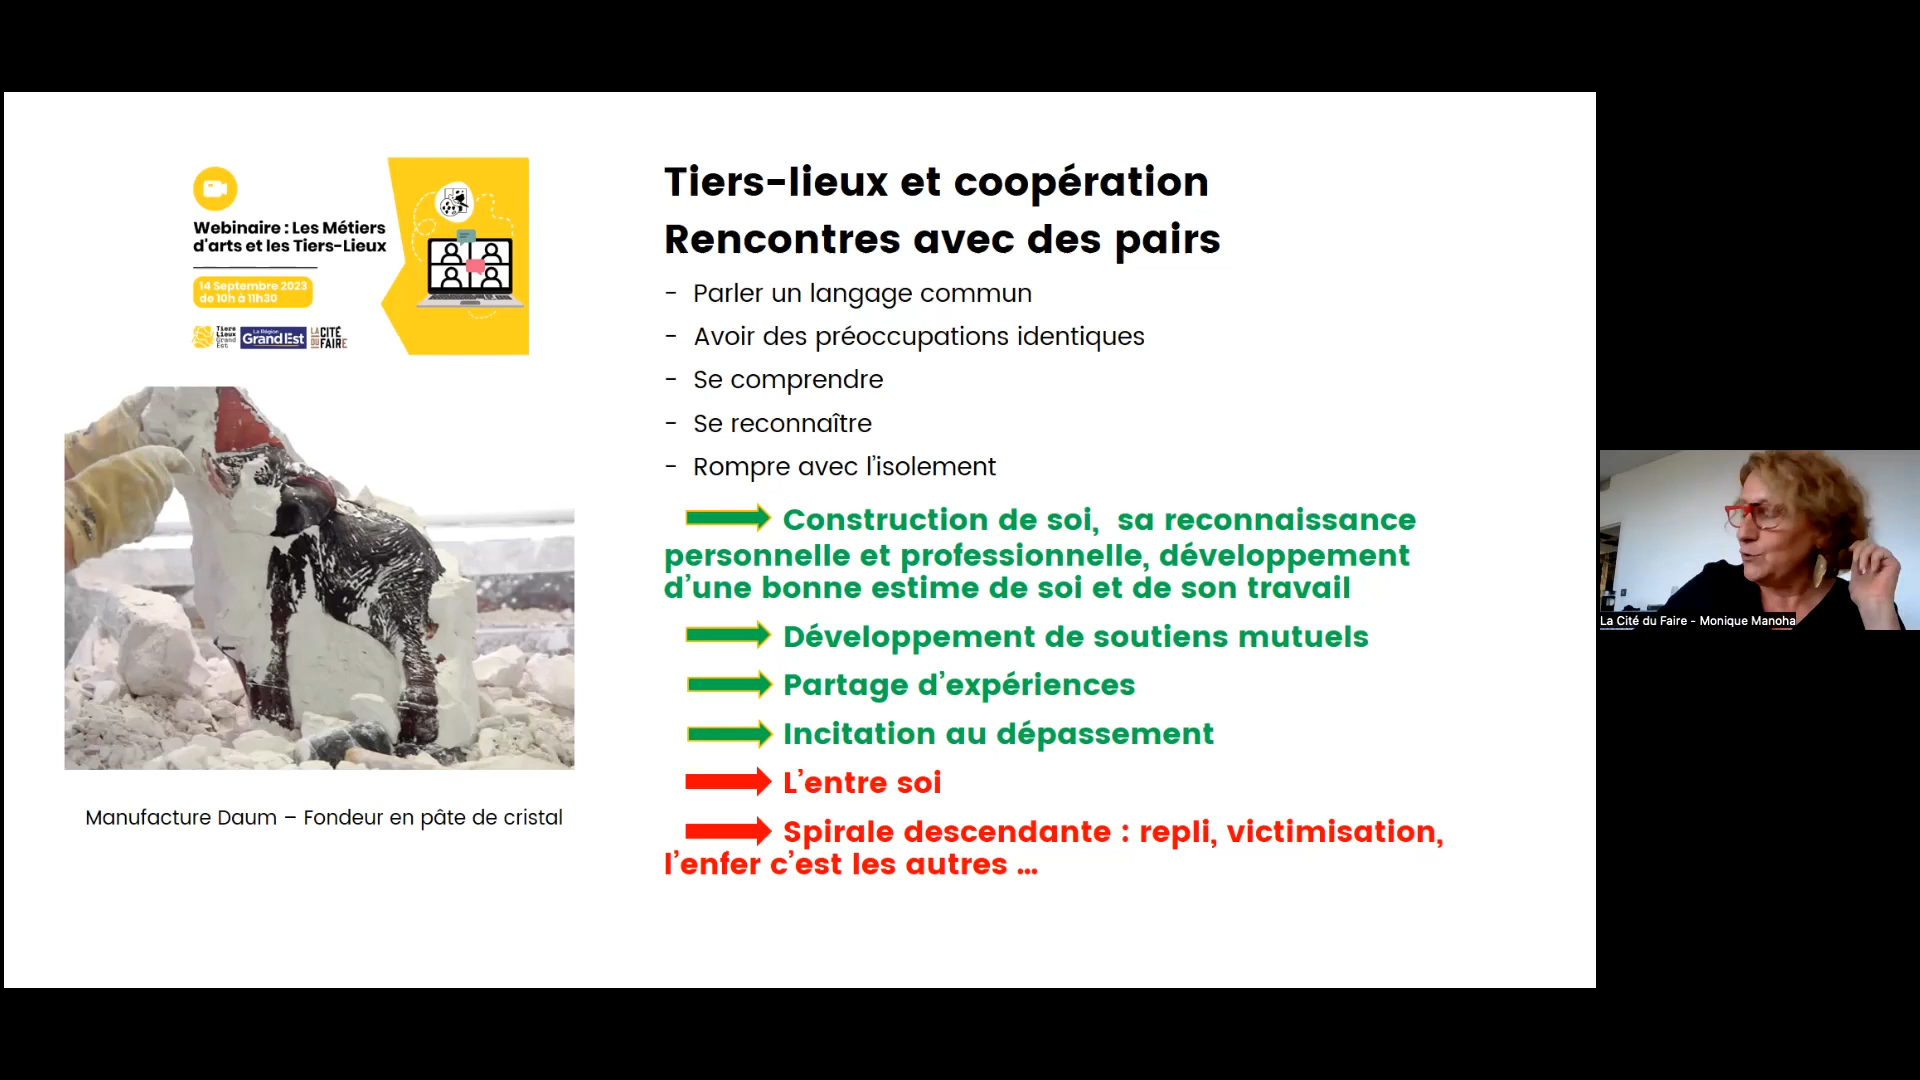 Webinaire : Les Métiers
d'arts et les Tiers-Lieux
14 Septembre 2023
de 10h à 11h30
Tiers
Lieux
Grand
Est
La Région
Grand Est
LA CITÉ
DU FAIRE
Manufacture Daum – Fondeur en pâte de cristal
Tiers-lieux et coopération
Rencontres avec des pairs
- Parler un langage commun
- Avoir des préoccupations identiques
- Se comprendre
- Se reconnaître
- Rompre avec l’isolement
Construction de soi, sa reconnaissance
personnelle et professionnelle, développement
d’une bonne estime de soi et de son travail
Développement de soutiens mutuels
Partage d’expériences
Incitation au dépassement
L’entre soi
Spirale descendante : repli, victimisation,
l’enfer c’est les autres ...
La Cité du Faire - Monique Manoha